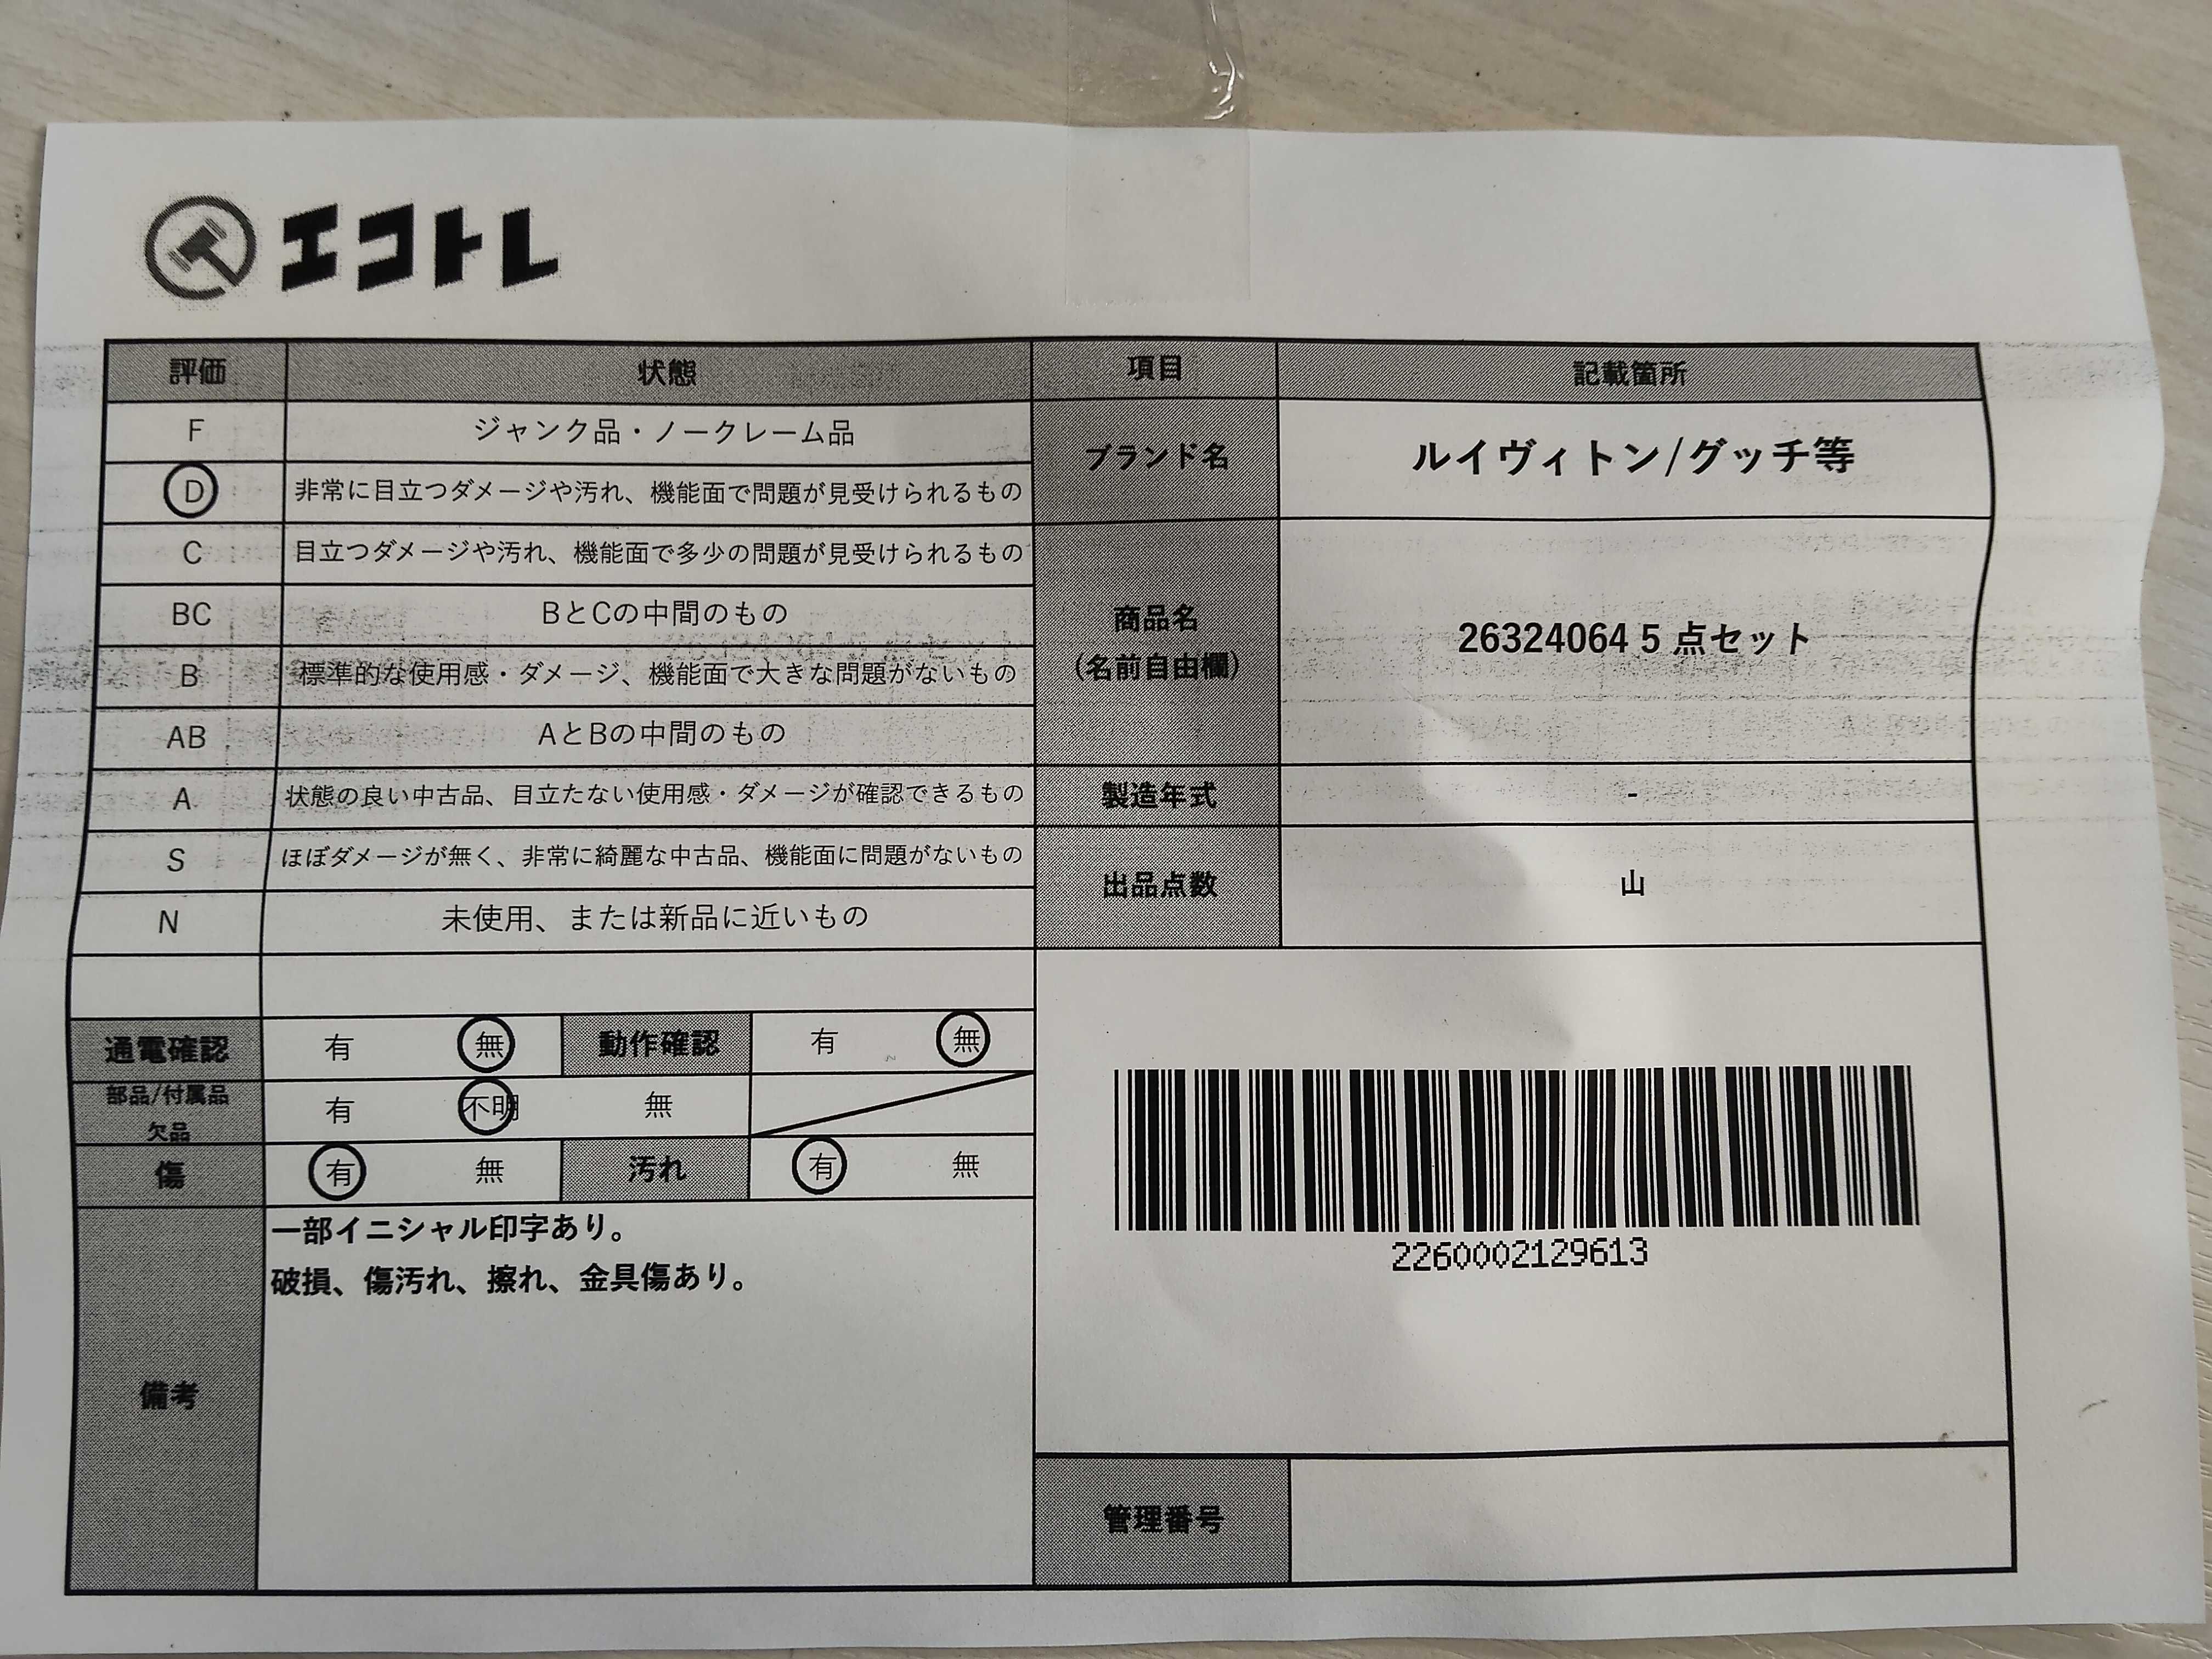 エコトレ
評価 状態 項目 記載箇所
F ジャンク品・ノークレーム品
D 非常に目立つダメージや汚れ、機能面で問題が見受けられるもの
C 目立つダメージや汚れ、機能面で多少の問題が見受けられるもの
BC BとCの中間のもの
B 標準的な使用感・ダメージ、機能面で大きな問題がないもの
AB AとBの中間のもの
A 状態の良い中古品、目立たない使用感・ダメージが確認できるもの
S ほぼダメージが無く、非常に綺麗な中古品、機能面に問題がないもの
N 未使用、または新品に近いもの
ブランド名 ルイヴィトン/グッチ等
商品名
(名前自由欄)
26324064 5 点セット
製造年式 -
出品点数 山
通電確認 有 無 動作確認 有 無
部品/付属品
欠品
有 不明 無
傷 有 無 汚れ 有 無
備考
一部イニシャル印字あり。
破損、傷汚れ、擦れ、金具傷あり。
2260002129613
管理番号